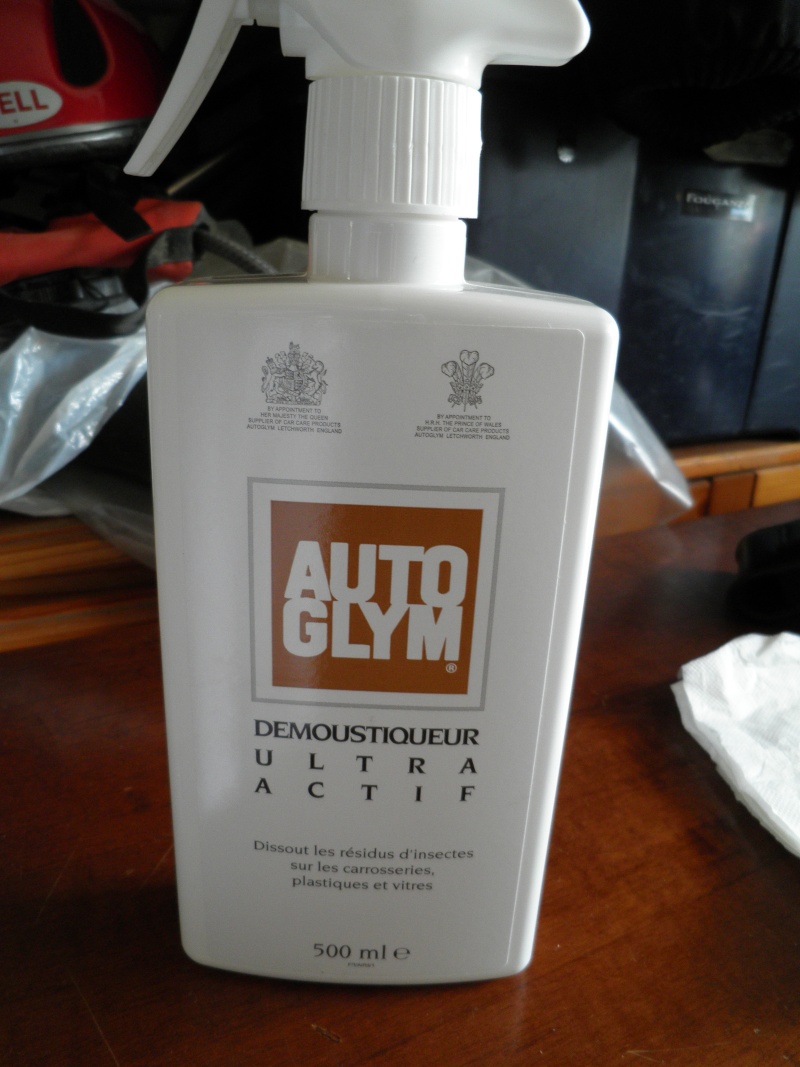 ELL
FOUGANZA
BY APPOINTMENT TO
HER MAJESTY THE QUEEN
SUPPLIER OF CAR CARE PRODUCTS
AUTOGLYM LETCHWORTH ENGLAND
BY APPOINTMENT TO
H.R.H. THE PRINCE OF WALES
SUPPLIER OF CAR CARE PRODUCTS
AUTOGLYM LETCHWORTH ENGLAND
AUTO
GLYM®
DEMOUSTIQUEUR
ULTRA
ACTIF
Dissout les résidus d'insectes
sur les carrosseries,
plastiques et vitres
500 ml ℮